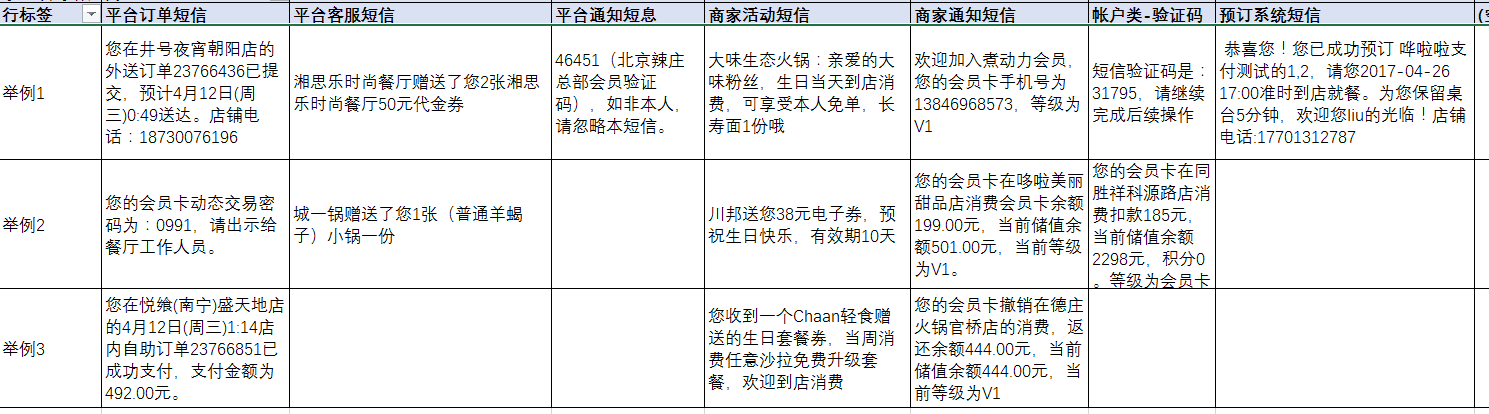 行标签
平台订单短信
平台客服短信
平台通知短息
商家活动短信
商家通知短信
帐户类-验证码
预订系统短信
举例1
您在井号夜宵朝阳店的
外送订单23766436已提
交，预计4月12日(周
三)0:49送达。店铺电
话：18730076196
湘思乐时尚餐厅赠送了您2张湘思
乐时尚餐厅50元代金券
46451（北京辣庄
总部会员验证
码），如非本人，
请忽略本短信。
大味生态火锅：亲爱的大
味粉丝，生日当天到店消
费，可享受本人免单，长
寿面1份哦
欢迎加入煮动力会员，
您的会员卡手机号为
13846968573，等级为
V1
短信验证码是：
31795，请继续
完成后续操作
恭喜您！您已成功预订 哗啦啦支
付测试的1,2，请您2017-04-26
17:00准时到店就餐。为您保留桌
台5分钟，欢迎您liu的光临！店铺
电话:17701312787
举例2
您的会员卡动态交易密
码为：0991，请出示给
餐厅工作人员。
城一锅赠送了您1张（普通羊蝎
子）小锅一份
川邦送您38元电子券，预
祝生日快乐，有效期10天
您的会员卡在哆啦美丽
甜品店消费会员卡余额
199.00元，当前储值余
额501.00元，当前等级
为V1。
您的会员卡在同
胜祥科源路店消
费扣款185元，
当前储值余额
2298元，积分0
。等级为会员卡
举例3
您在悦飨(南宁)盛天地店
的4月12日(周三)1:14店
内自助订单23766851已
成功支付，支付金额为
492.00元。
您收到一个Chaan轻食赠
送的生日套餐券，当周消
费任意沙拉免费升级套
餐，欢迎到店消费
您的会员卡撤销在德庄
火锅官桥店的消费，返
还余额444.00元，当前
储值余额444.00元，当
前等级为V1